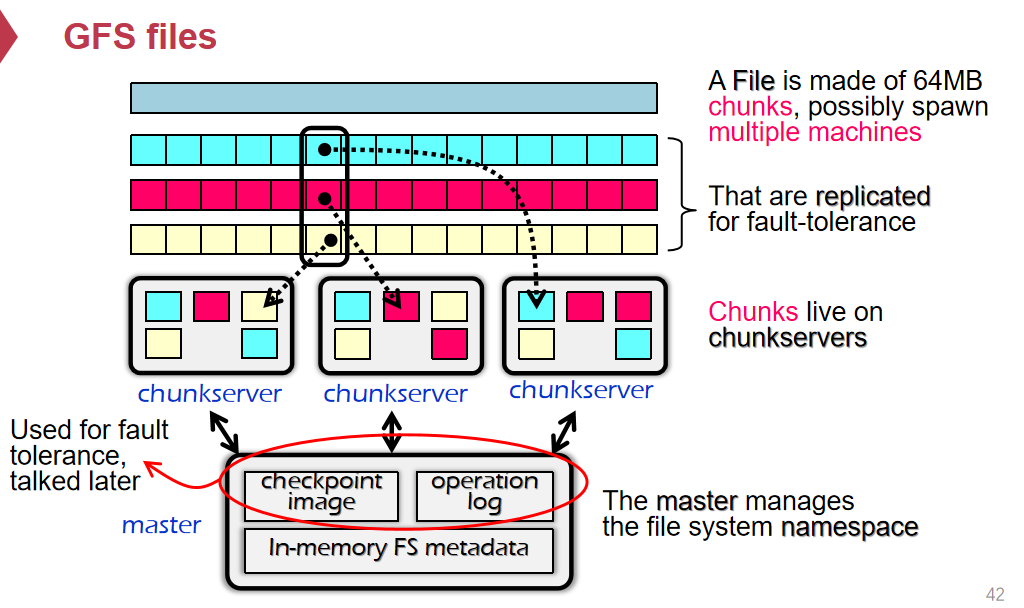 GFS files
A File is made of 64MB
chunks, possibly spawn
multiple machines
That are replicated
for fault-tolerance
Chunks live on
chunkservers
chunkserver
chunkserver
chunkserver
Used for fault
tolerance,
talked later
checkpoint
image
operation
log
master
In-memory FS metadata
The master manages
the file system namespace
42